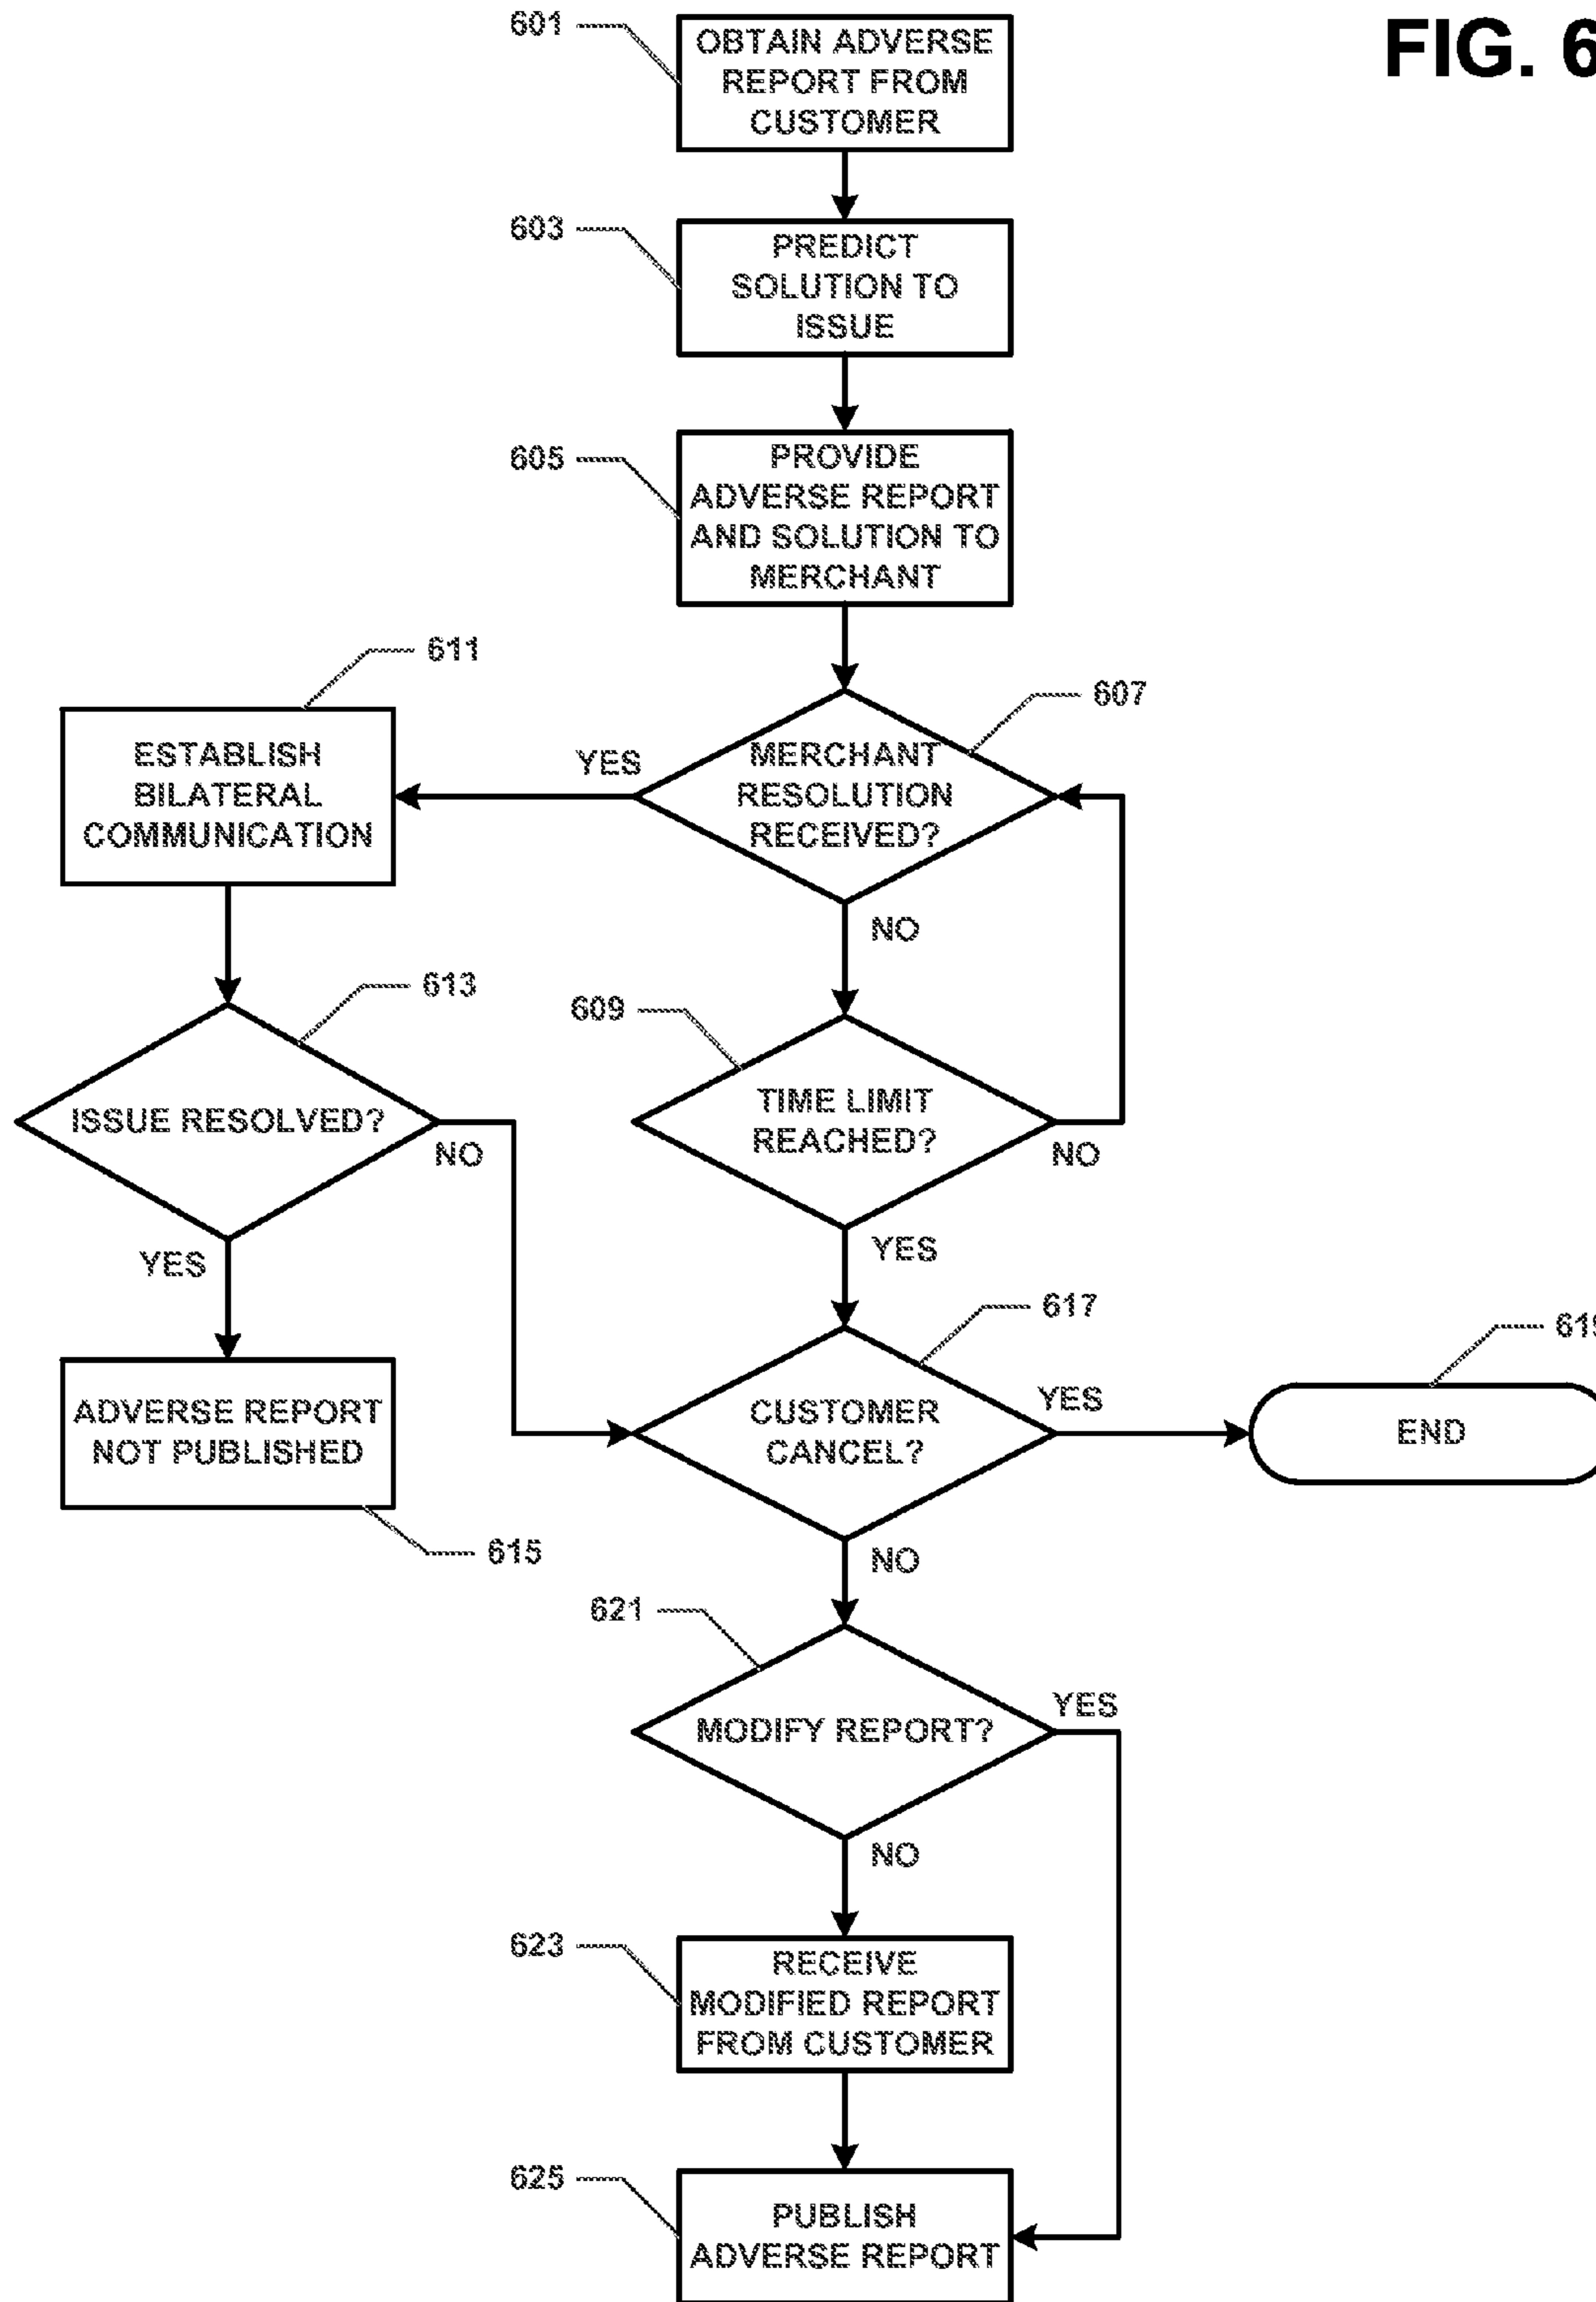 FIG. 6
601
OBTAIN ADVERSE
REPORT FROM
CUSTOMER
603
PREDICT
SOLUTION TO
ISSUE
605
PROVIDE
ADVERSE REPORT
AND SOLUTION TO
MERCHANT
611
607
ESTABLISH
BILATERAL
COMMUNICATION
YES
MERCHANT
RESOLUTION
RECEIVED?
NO
613
609
ISSUE RESOLVED?
NO
TIME LIMIT
REACHED?
NO
YES
YES
617
619
ADVERSE REPORT
NOT PUBLISHED
CUSTOMER
CANCEL?
YES
END
615
NO
621
YES
MODIFY REPORT?
NO
623
RECEIVE
MODIFIED REPORT
FROM CUSTOMER
625
PUBLISH
ADVERSE REPORT